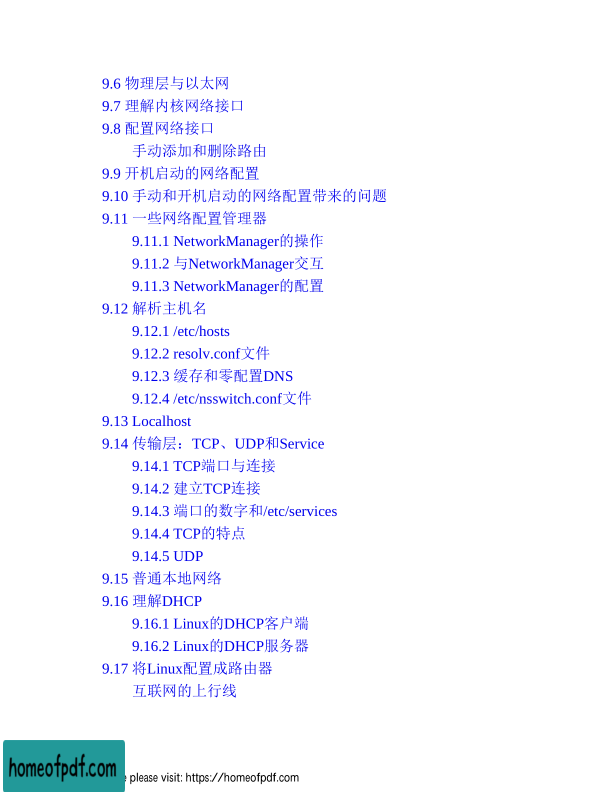 9.6 物理层与以太网
9.7 理解内核网络接口
9.8 配置网络接口
手动添加和删除路由
9.9 开机启动的网络配置
9.10 手动和开机启动的网络配置带来的问题
9.11 一些网络配置管理器
9.11.1 NetworkManager的操作
9.11.2 与NetworkManager交互
9.11.3 NetworkManager的配置
9.12 解析主机名
9.12.1 /etc/hosts
9.12.2 resolv.conf文件
9.12.3 缓存和零配置DNS
9.12.4 /etc/nsswitch.conf文件
9.13 Localhost
9.14 传输层：TCP、UDP和Service
9.14.1 TCP端口与连接
9.14.2 建立TCP连接
9.14.3 端口的数字和/etc/services
9.14.4 TCP的特点
9.14.5 UDP
9.15 普通本地网络
9.16 理解DHCP
9.16.1 Linux的DHCP客户端
9.16.2 Linux的DHCP服务器
9.17 将Linux配置成路由器
互联网的上行线
homeofpdf.com
please visit: https://homeofpdf.com